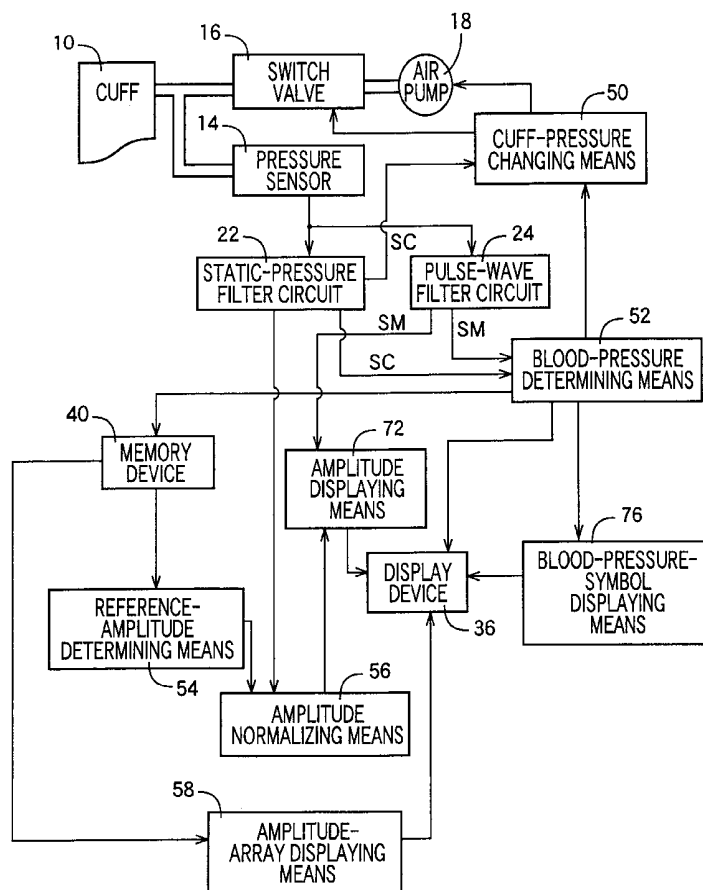 10
CUFF
16
SWITCH
VALVE
18
AIR
PUMP
50
CUFF-PRESSURE
CHANGING MEANS
14
PRESSURE
SENSOR
22
STATIC-PRESSURE
FILTER CIRCUIT
SC
24
PULSE-WAVE
FILTER CIRCUIT
SM
SM
SC
52
BLOOD-PRESSURE
DETERMINING MEANS
40
MEMORY
DEVICE
72
AMPLITUDE
DISPLAYING
MEANS
DISPLAY
DEVICE
36
76
BLOOD-PRESSURE-
SYMBOL
DISPLAYING
MEANS
REFERENCE-
AMPLITUDE
DETERMINING MEANS
54
56
AMPLITUDE
NORMALIZING MEANS
58
AMPLITUDE-
ARRAY DISPLAYING
MEANS